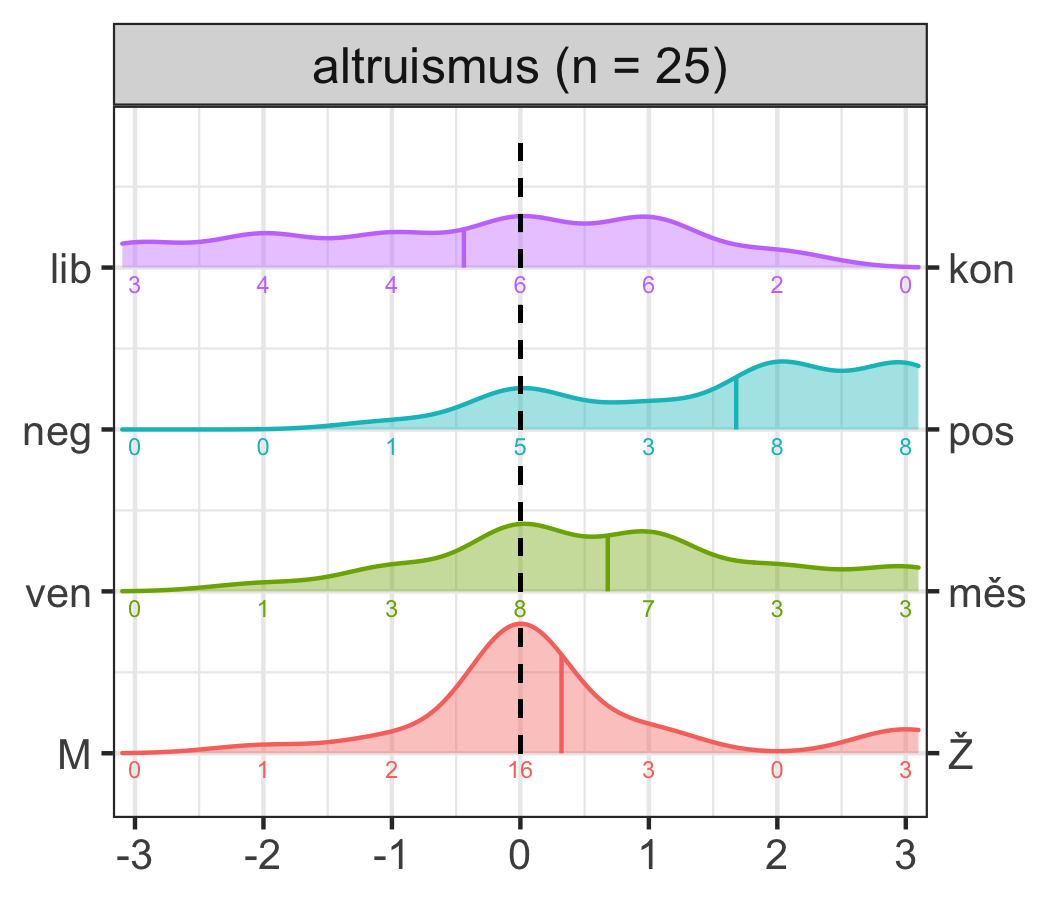 altruismus (n = 25)
lib kon
3 4 4 6 6 2 0
neg pos
0 0 1 5 3 8 8
ven měs
0 1 3 8 7 3 3
M Ž
0 1 2 16 3 0 3
-3 -2 -1 0 1 2 3